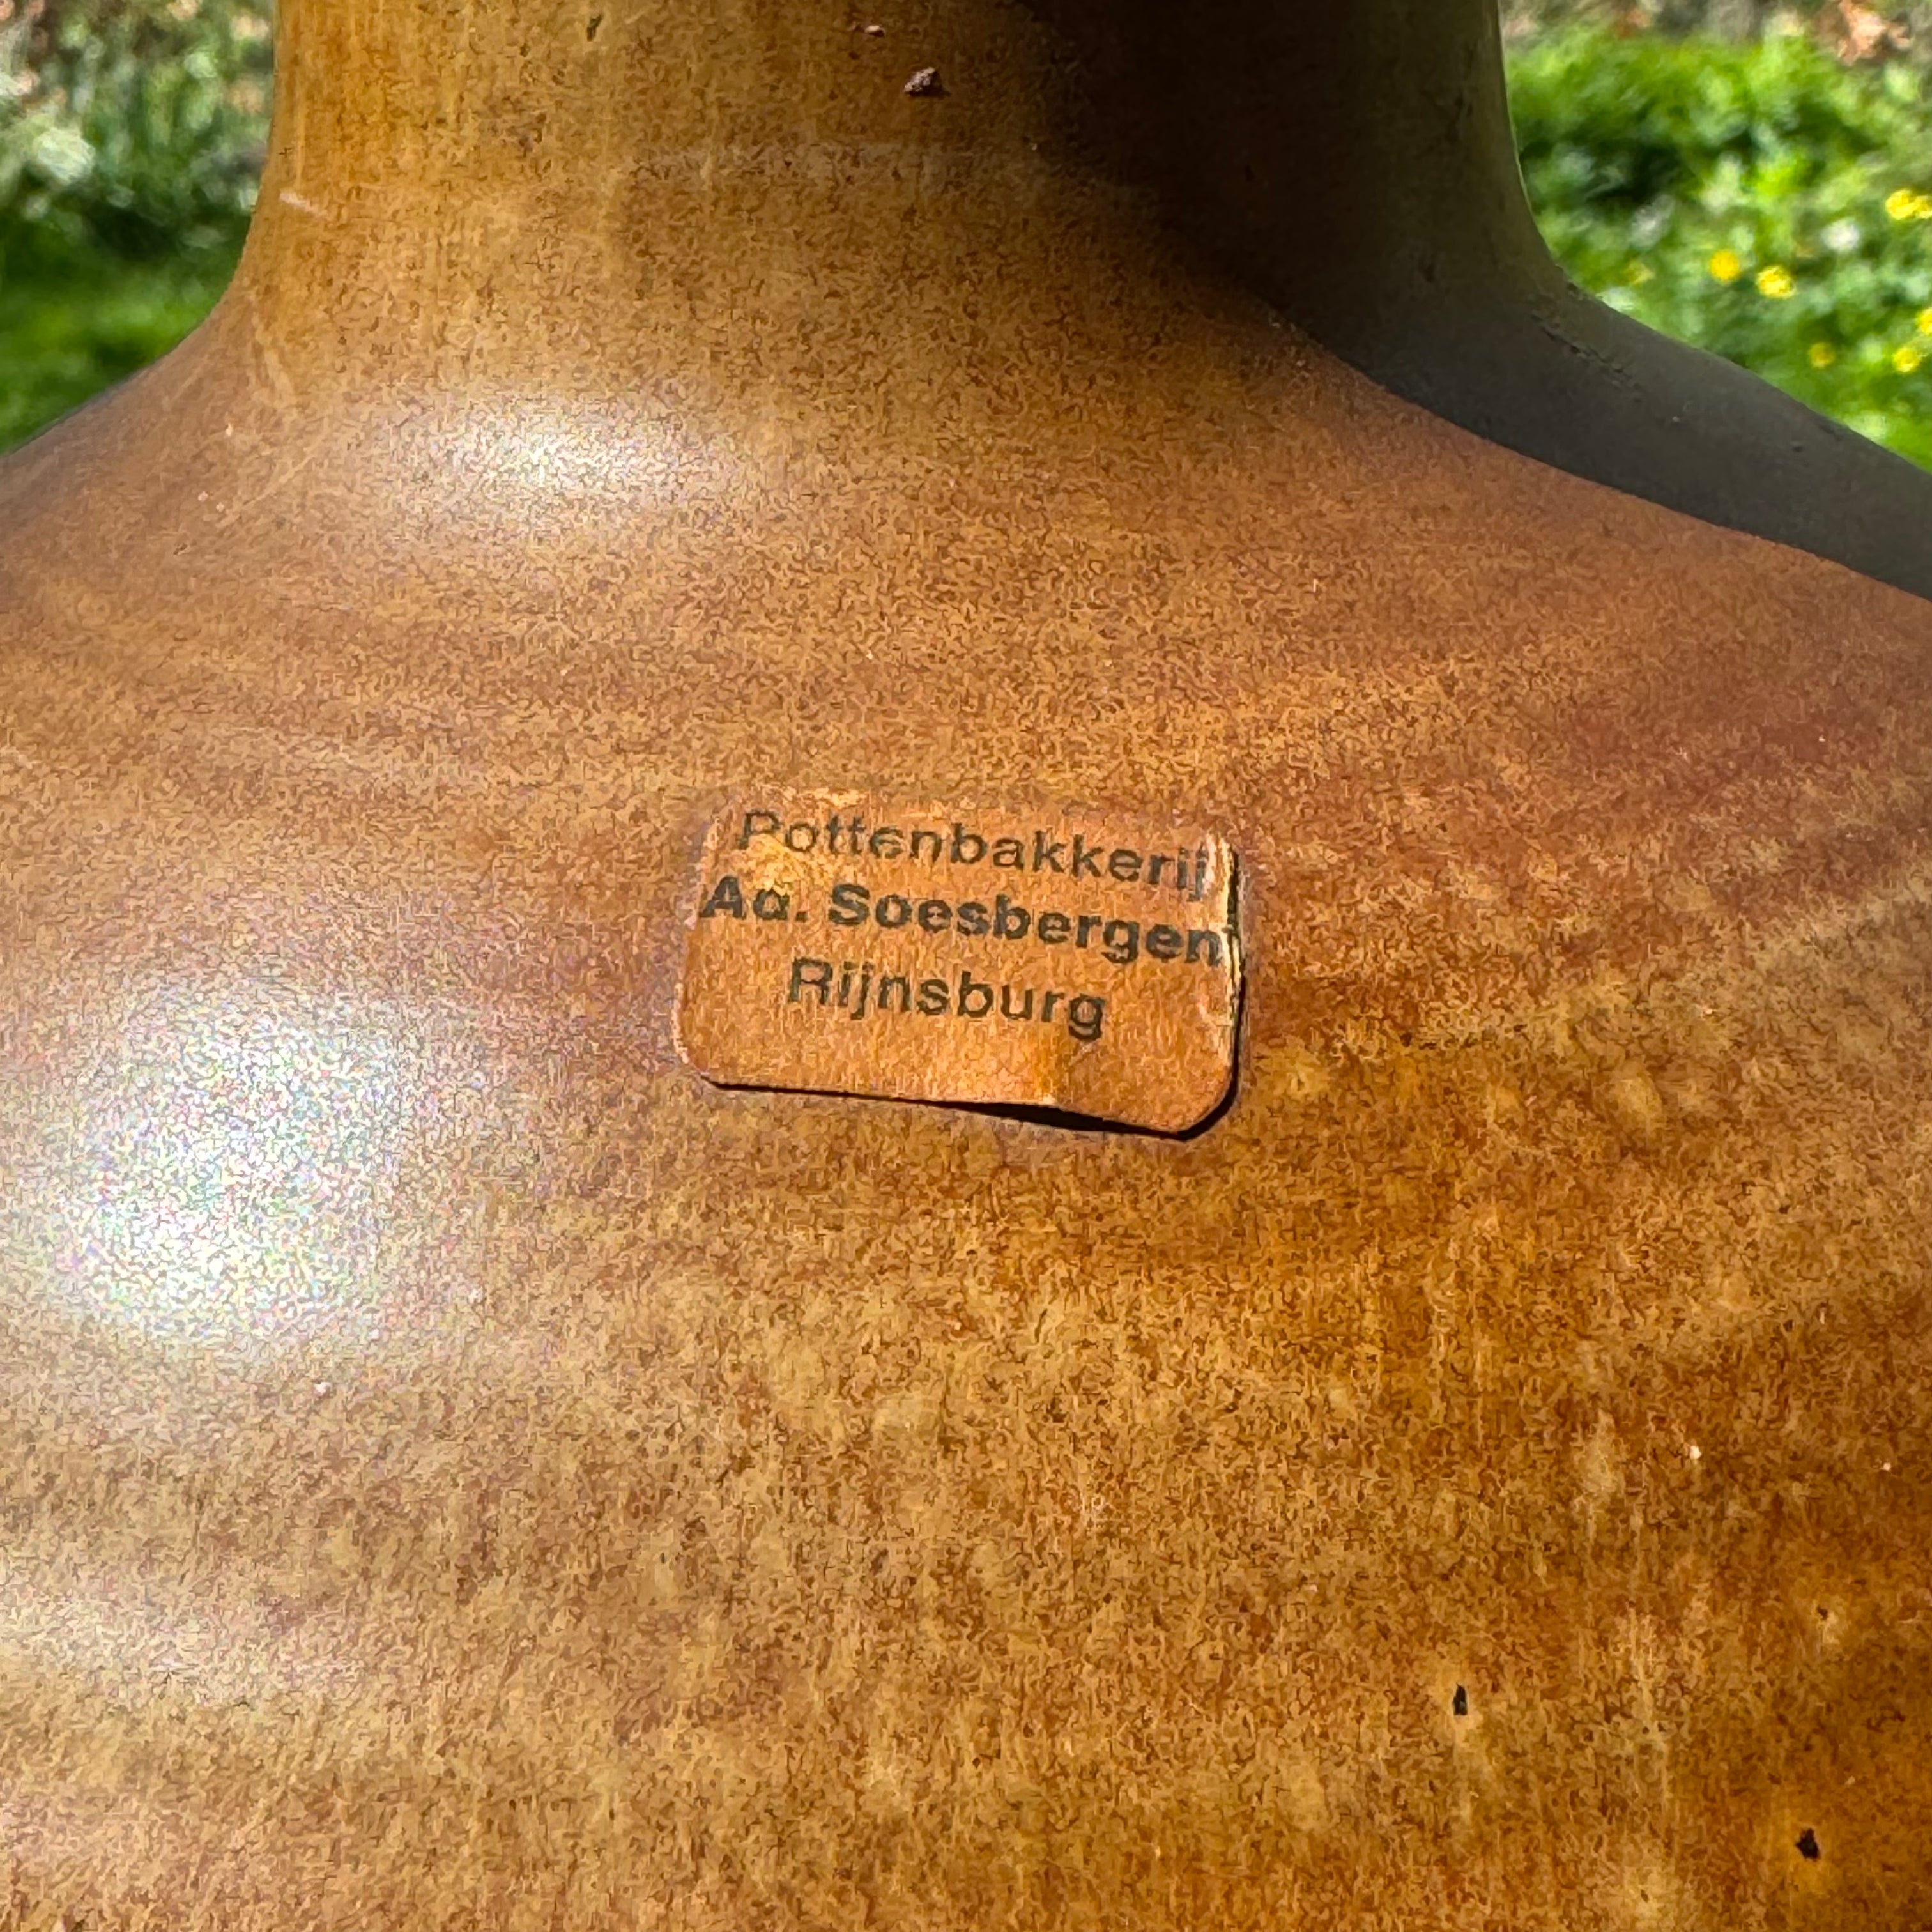 Pottenbakkerij
Aa. Soesbergen
Rijnsburg